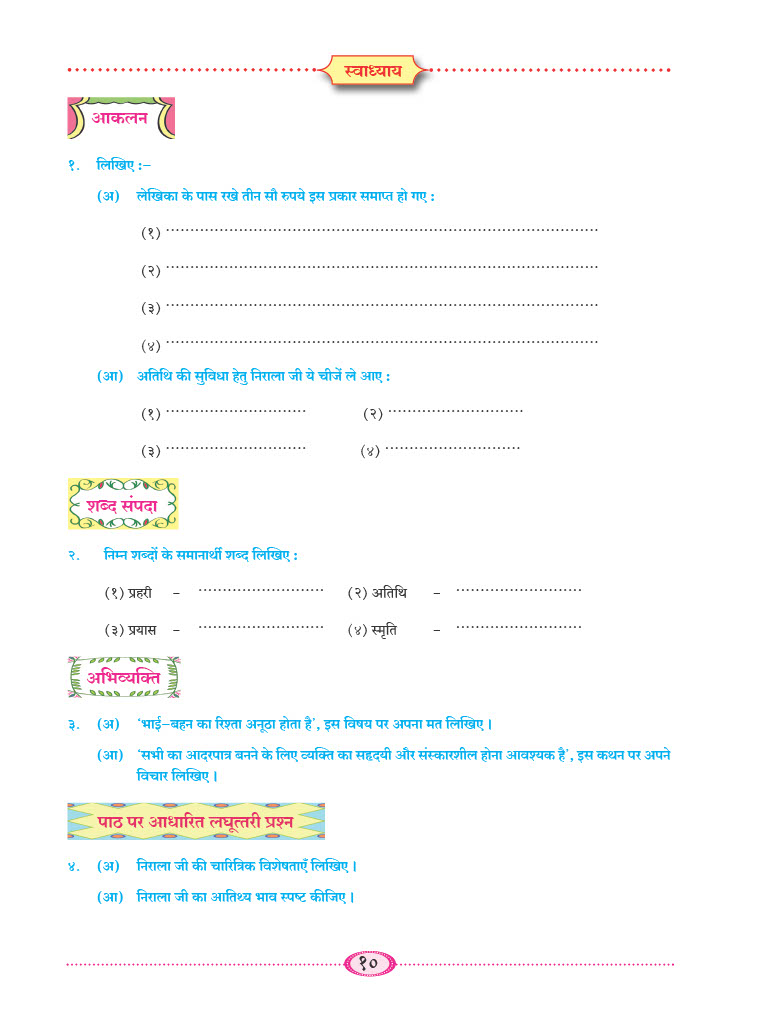 स्वाध्याय
आकलन
१. लिखिए :–
(अ) लेखिका के पास रखे तीन सौ रुपये इस प्रकार समाप्त हो गए :
(१) ........................................................................................
(२) ........................................................................................
(३) ........................................................................................
(४) ........................................................................................
(आ) अतिथि की सुविधा हेतु निराला जी ये चीजें ले आए :
(१) ............................. (२) ............................
(३) ............................. (४) ............................
शब्द संपदा
२. निम्न शब्दों के समानार्थी शब्द लिखिए :
(१) प्रहरी – .......................... (२) अतिथि – ..........................
(३) प्रयास – .......................... (४) स्मृति – ..........................
अभिव्यक्ति
३. (अ) ‘भाई–बहन का रिश्ता अनूठा होता है’, इस विषय पर अपना मत लिखिए।
(आ) ‘सभी का आदरपात्र बनने के लिए व्यक्ति का सहृदयी और संस्कारशील होना आवश्यक है’, इस कथन पर अपने
विचार लिखिए।
पाठ पर आधारित लघूत्तरी प्रश्न
४. (अ) निराला जी की चारित्रिक विशेषताएँ लिखिए।
(आ) निराला जी का आतिथ्य भाव स्पष्ट कीजिए।
१०